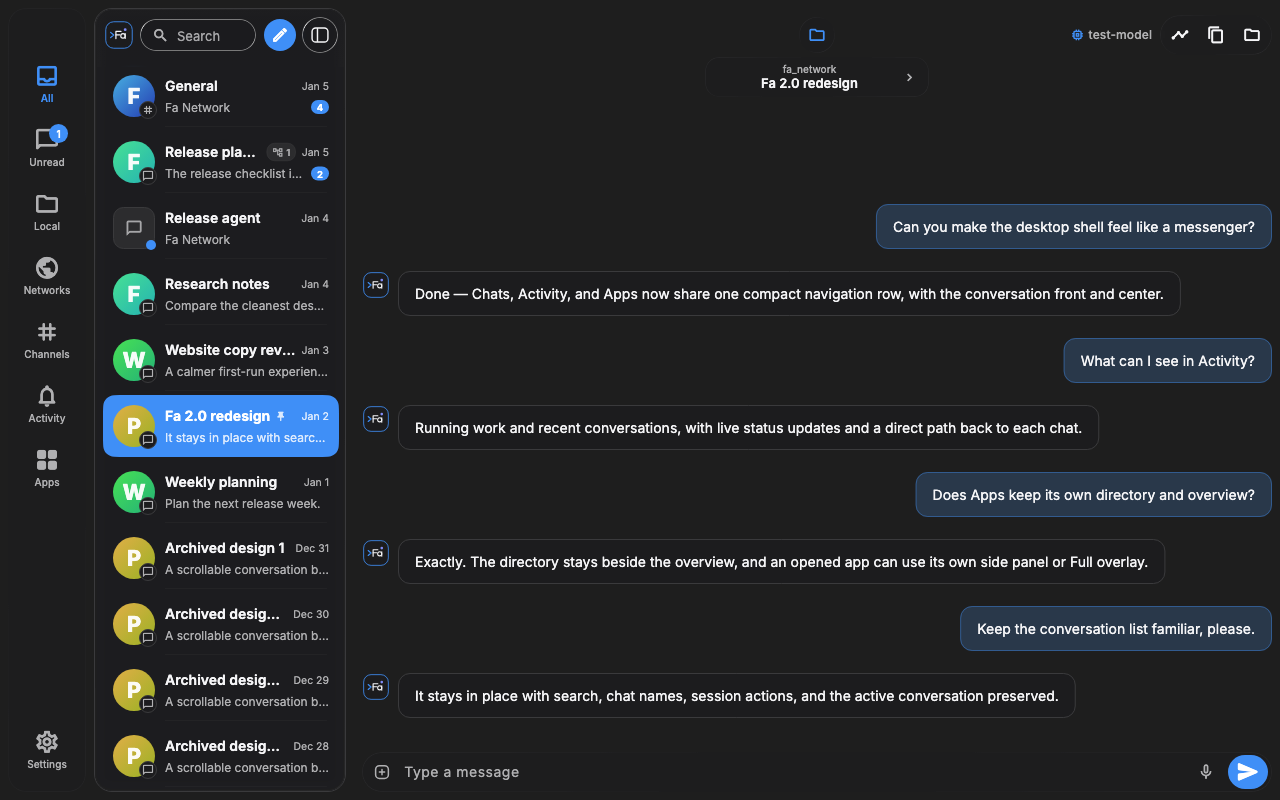 All
1
Unread
Local
Networks
Channels
Activity
Apps
Settings
>Fa
Search
F
General
Jan 5
Fa Network
4
F
Release pla...
1
Jan 5
The release checklist i...
2
Release agent
Jan 4
Fa Network
F
Research notes
Jan 4
Compare the cleanest des...
W
Website copy rev...
Jan 3
A calmer first-run experien...
P
Fa 2.0 redesign
Jan 2
It stays in place with searc...
W
Weekly planning
Jan 1
Plan the next release week.
P
Archived design 1
Dec 31
A scrollable conversation b...
P
Archived desig...
Dec 30
A scrollable conversation b...
P
Archived desig...
Dec 29
A scrollable conversation b...
P
Archived desig...
Dec 28
A scrollable conversation b...
test-model
fa_network
Fa 2.0 redesign
Can you make the desktop shell feel like a messenger?
>Fa
Done — Chats, Activity, and Apps now share one compact navigation row, with the conversation front and center.
What can I see in Activity?
>Fa
Running work and recent conversations, with live status updates and a direct path back to each chat.
Does Apps keep its own directory and overview?
>Fa
Exactly. The directory stays beside the overview, and an opened app can use its own side panel or Full overlay.
Keep the conversation list familiar, please.
>Fa
It stays in place with search, chat names, session actions, and the active conversation preserved.
Type a message